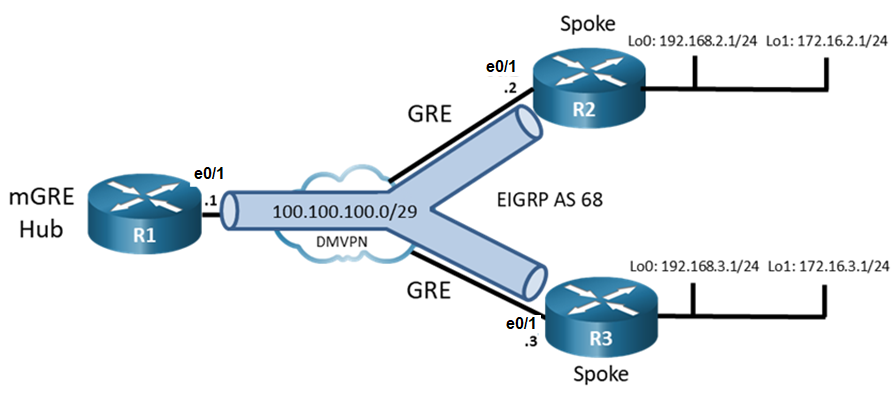 Spoke
Lo0: 192.168.2.1/24 Lo1: 172.16.2.1/24
e0/1
.2
R2
GRE
e0/1
mGRE
Hub
.1
R1
100.100.100.0/29
DMVPN
EIGRP AS 68
Lo0: 192.168.3.1/24 Lo1: 172.16.3.1/24
GRE
e0/1
.3
R3
Spoke